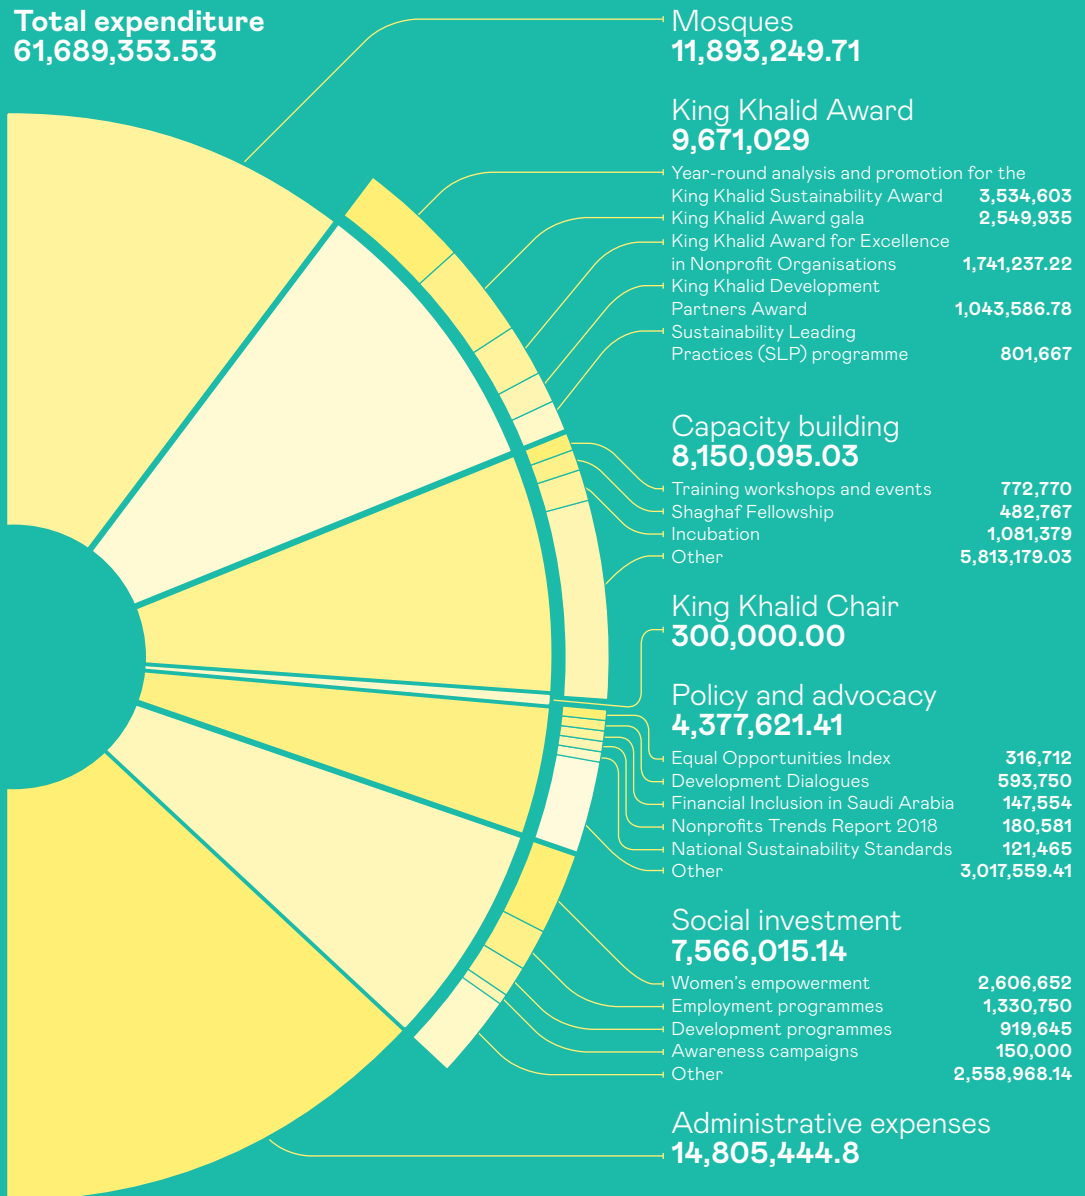 Total expenditure
61,689,353.53
Mosques
11,893,249.71
King Khalid Award
9,671,029
Year-round analysis and promotion for the
King Khalid Sustainability Award 3,534,603
King Khalid Award gala 2,549,935
King Khalid Award for Excellence
in Nonprofit Organisations 1,741,237.22
King Khalid Development
Partners Award 1,043,586.78
Sustainability Leading
Practices (SLP) programme 801,667
Capacity building
8,150,095.03
Training workshops and events 772,770
Shaghaf Fellowship 482,767
Incubation 1,081,379
Other 5,813,179.03
King Khalid Chair
300,000.00
Policy and advocacy
4,377,621.41
Equal Opportunities Index 316,712
Development Dialogues 593,750
Financial Inclusion in Saudi Arabia 147,554
Nonprofits Trends Report 2018 180,581
National Sustainability Standards 121,465
Other 3,017,559.41
Social investment
7,566,015.14
Women's empowerment 2,606,652
Employment programmes 1,330,750
Development programmes 919,645
Awareness campaigns 150,000
Other 2,558,968.14
Administrative expenses
14,805,444.8